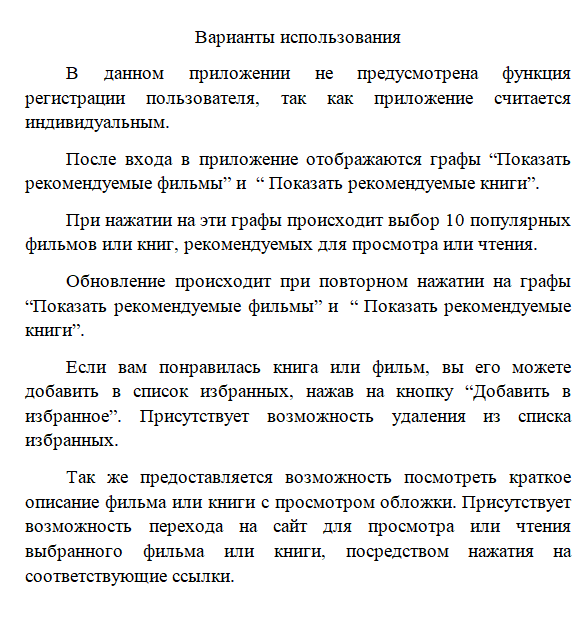 Варианты использования
В данном приложении не предусмотрена функция
регистрации пользователя, так как приложение считается
индивидуальным.
После входа в приложение отображаются графы “Показать
рекомендуемые фильмы” и “ Показать рекомендуемые книги”.
При нажатии на эти графы происходит выбор 10 популярных
фильмов или книг, рекомендуемых для просмотра или чтения.
Обновление происходит при повторном нажатии на графы
“Показать рекомендуемые фильмы” и “ Показать рекомендуемые
книги”.
Если вам понравилась книга или фильм, вы его можете
добавить в список избранных, нажав на кнопку “Добавить в
избранное”. Присутствует возможность удаления из списка
избранных.
Так же предоставляется возможность посмотреть краткое
описание фильма или книги с просмотром обложки. Присутствует
возможность перехода на сайт для просмотра или чтения
выбранного фильма или книги, посредством нажатия на
соответствующие ссылки.